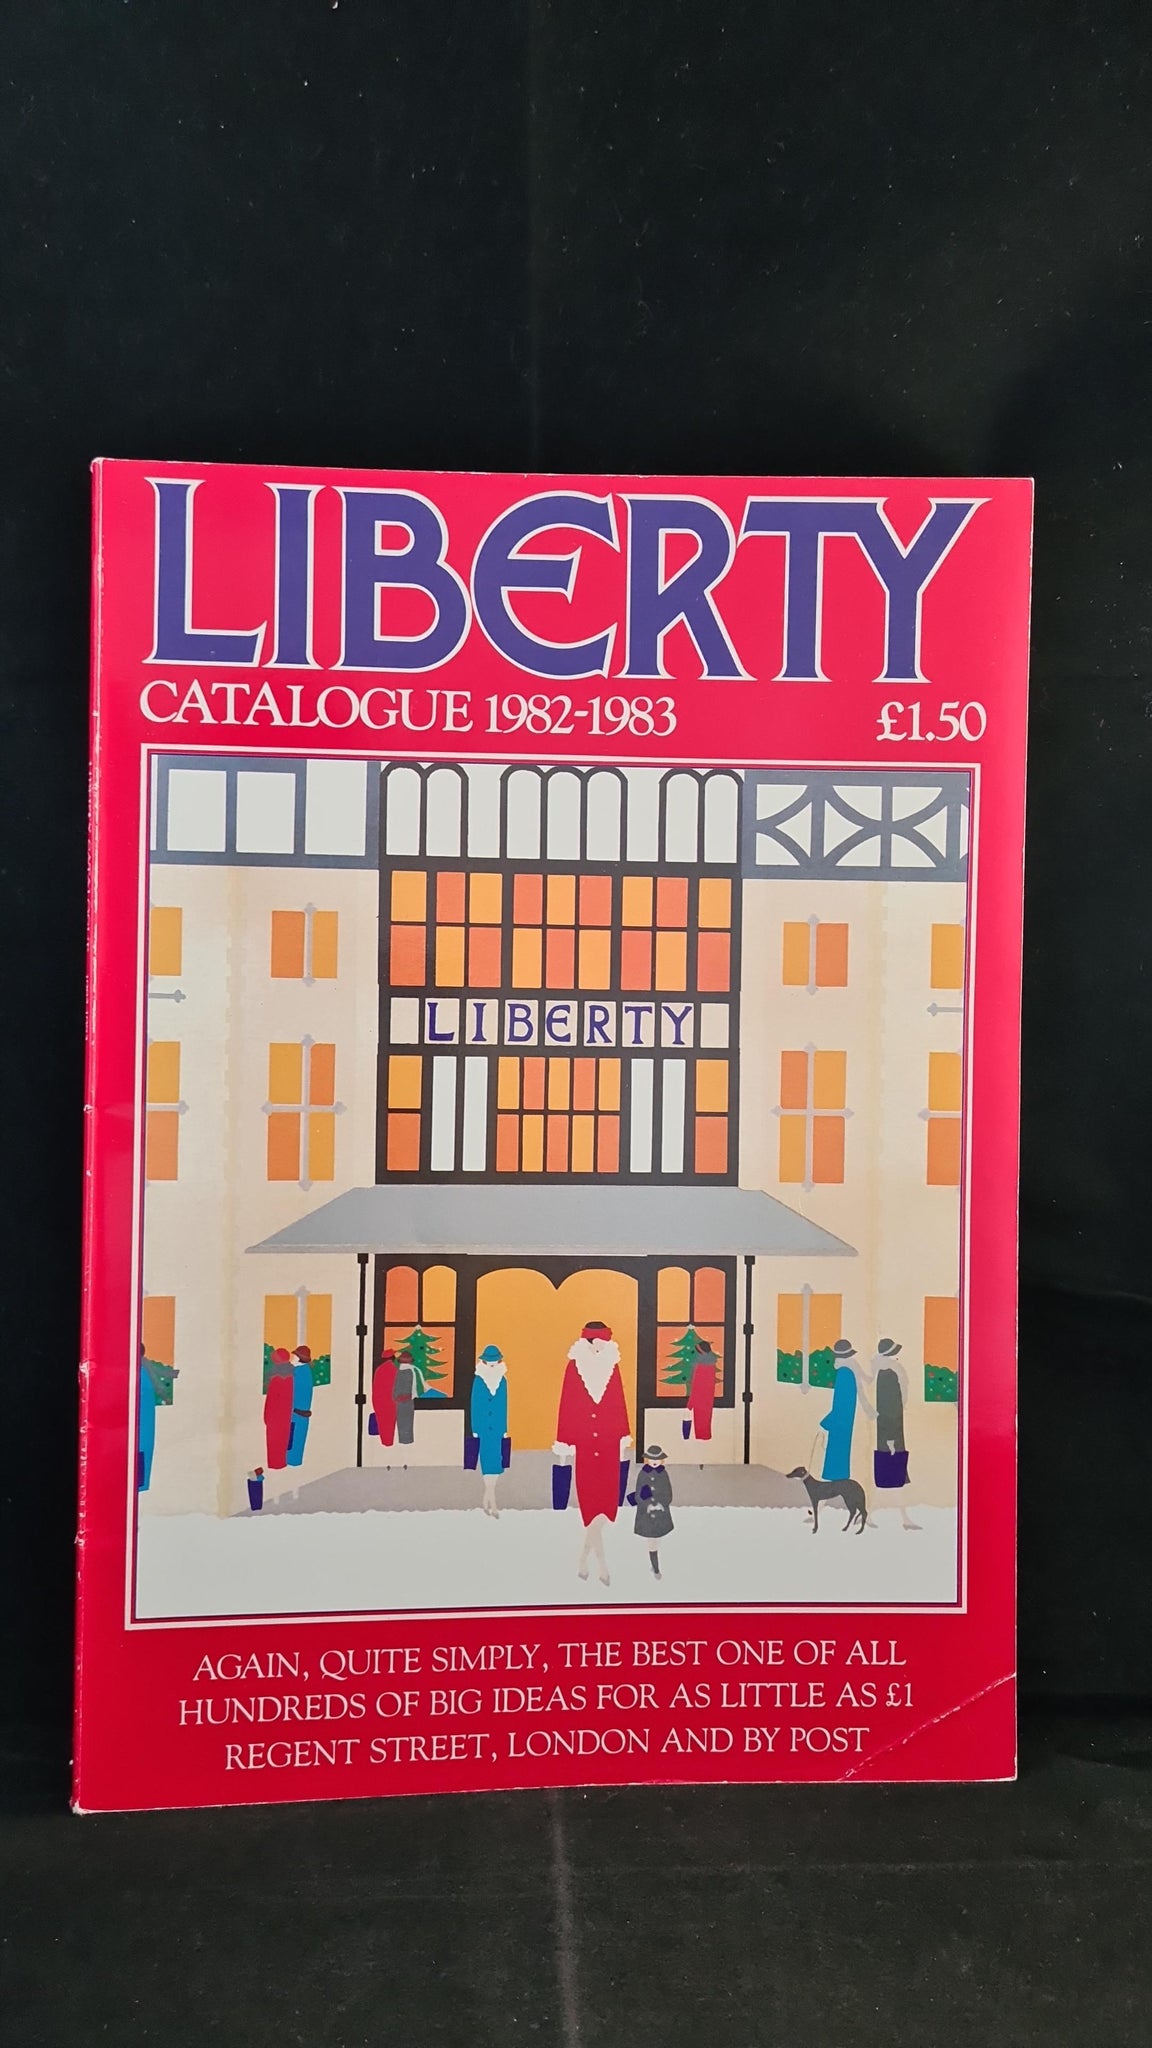 LIBERTY
CATALOGUE 1982-1983 £1.50
LIBERTY
AGAIN, QUITE SIMPLY, THE BEST ONE OF ALL
HUNDREDS OF BIG IDEAS FOR AS LITTLE AS £1
REGENT STREET, LONDON AND BY POST